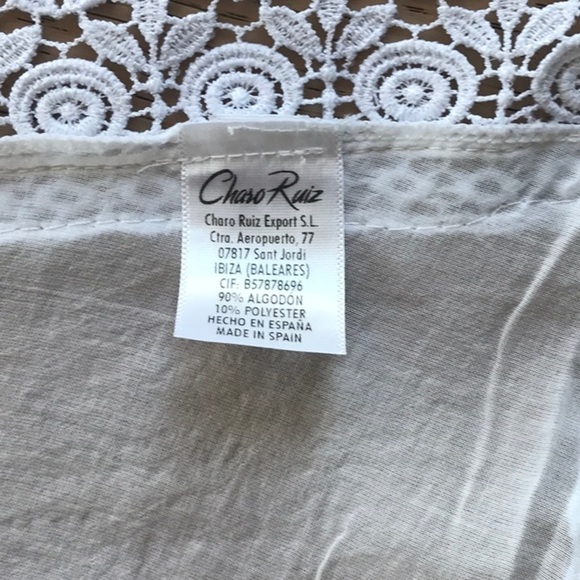 Charo Ruiz
Charo Ruiz Export S.L.
Ctra. Aeropuerto, 77
07817 Sant Jordi
IBIZA (BALEARES)
CIF: B57878696
90% ALGODON
10% POLYESTER
HECHO EN ESPAÑA
MADE IN SPAIN